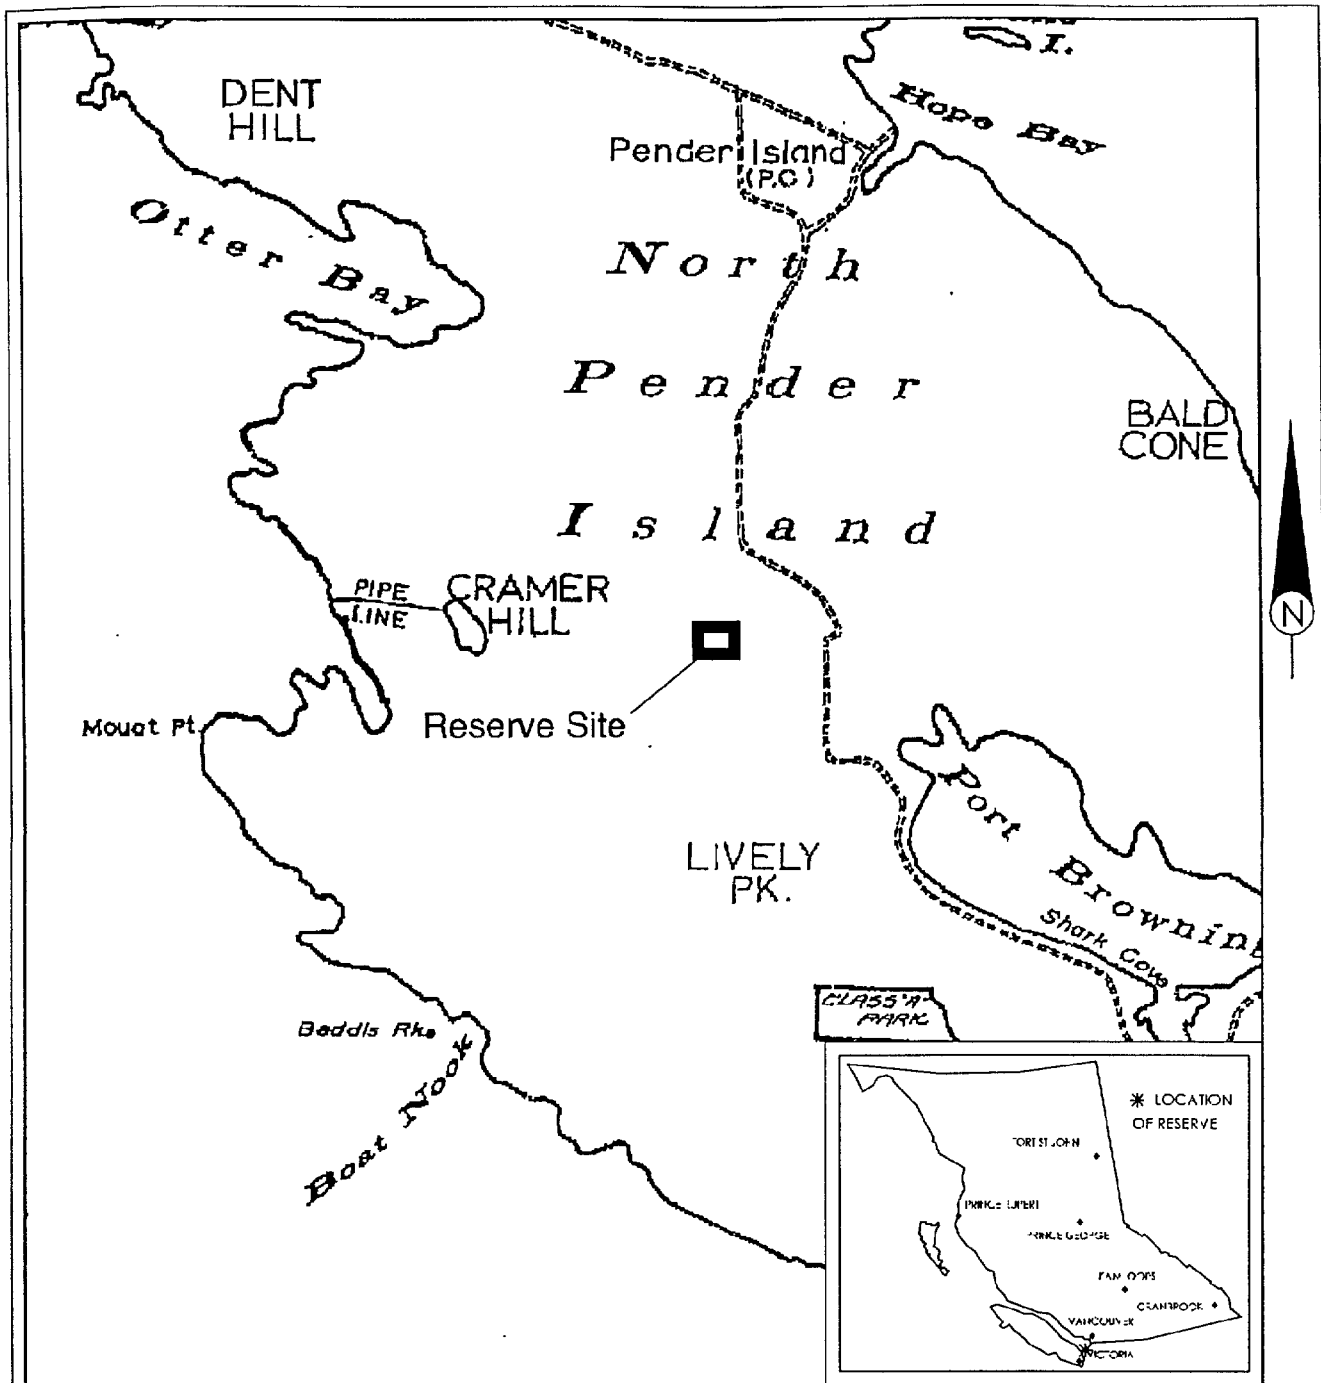 I.
DENT
HILL
Hope Bay
Pender Island
(P.O)
Otter Bay
North
Pender
Island
BALD
CONE
PIPE
LINE
CRAMER
HILL
N
Reserve Site
Mouat Pt.
Port
Browning
LIVELY
PK.
Shark Cove
CLASS "A"
PARK
Beddis Rks.
Boat Nook
LOCATION
OF RESERVE
FORT ST JOHN
PRINCE RUPERT
PRINCE GEORGE
KAMLOOPS
CRANBROOK
VANCOUVER
VICTORIA